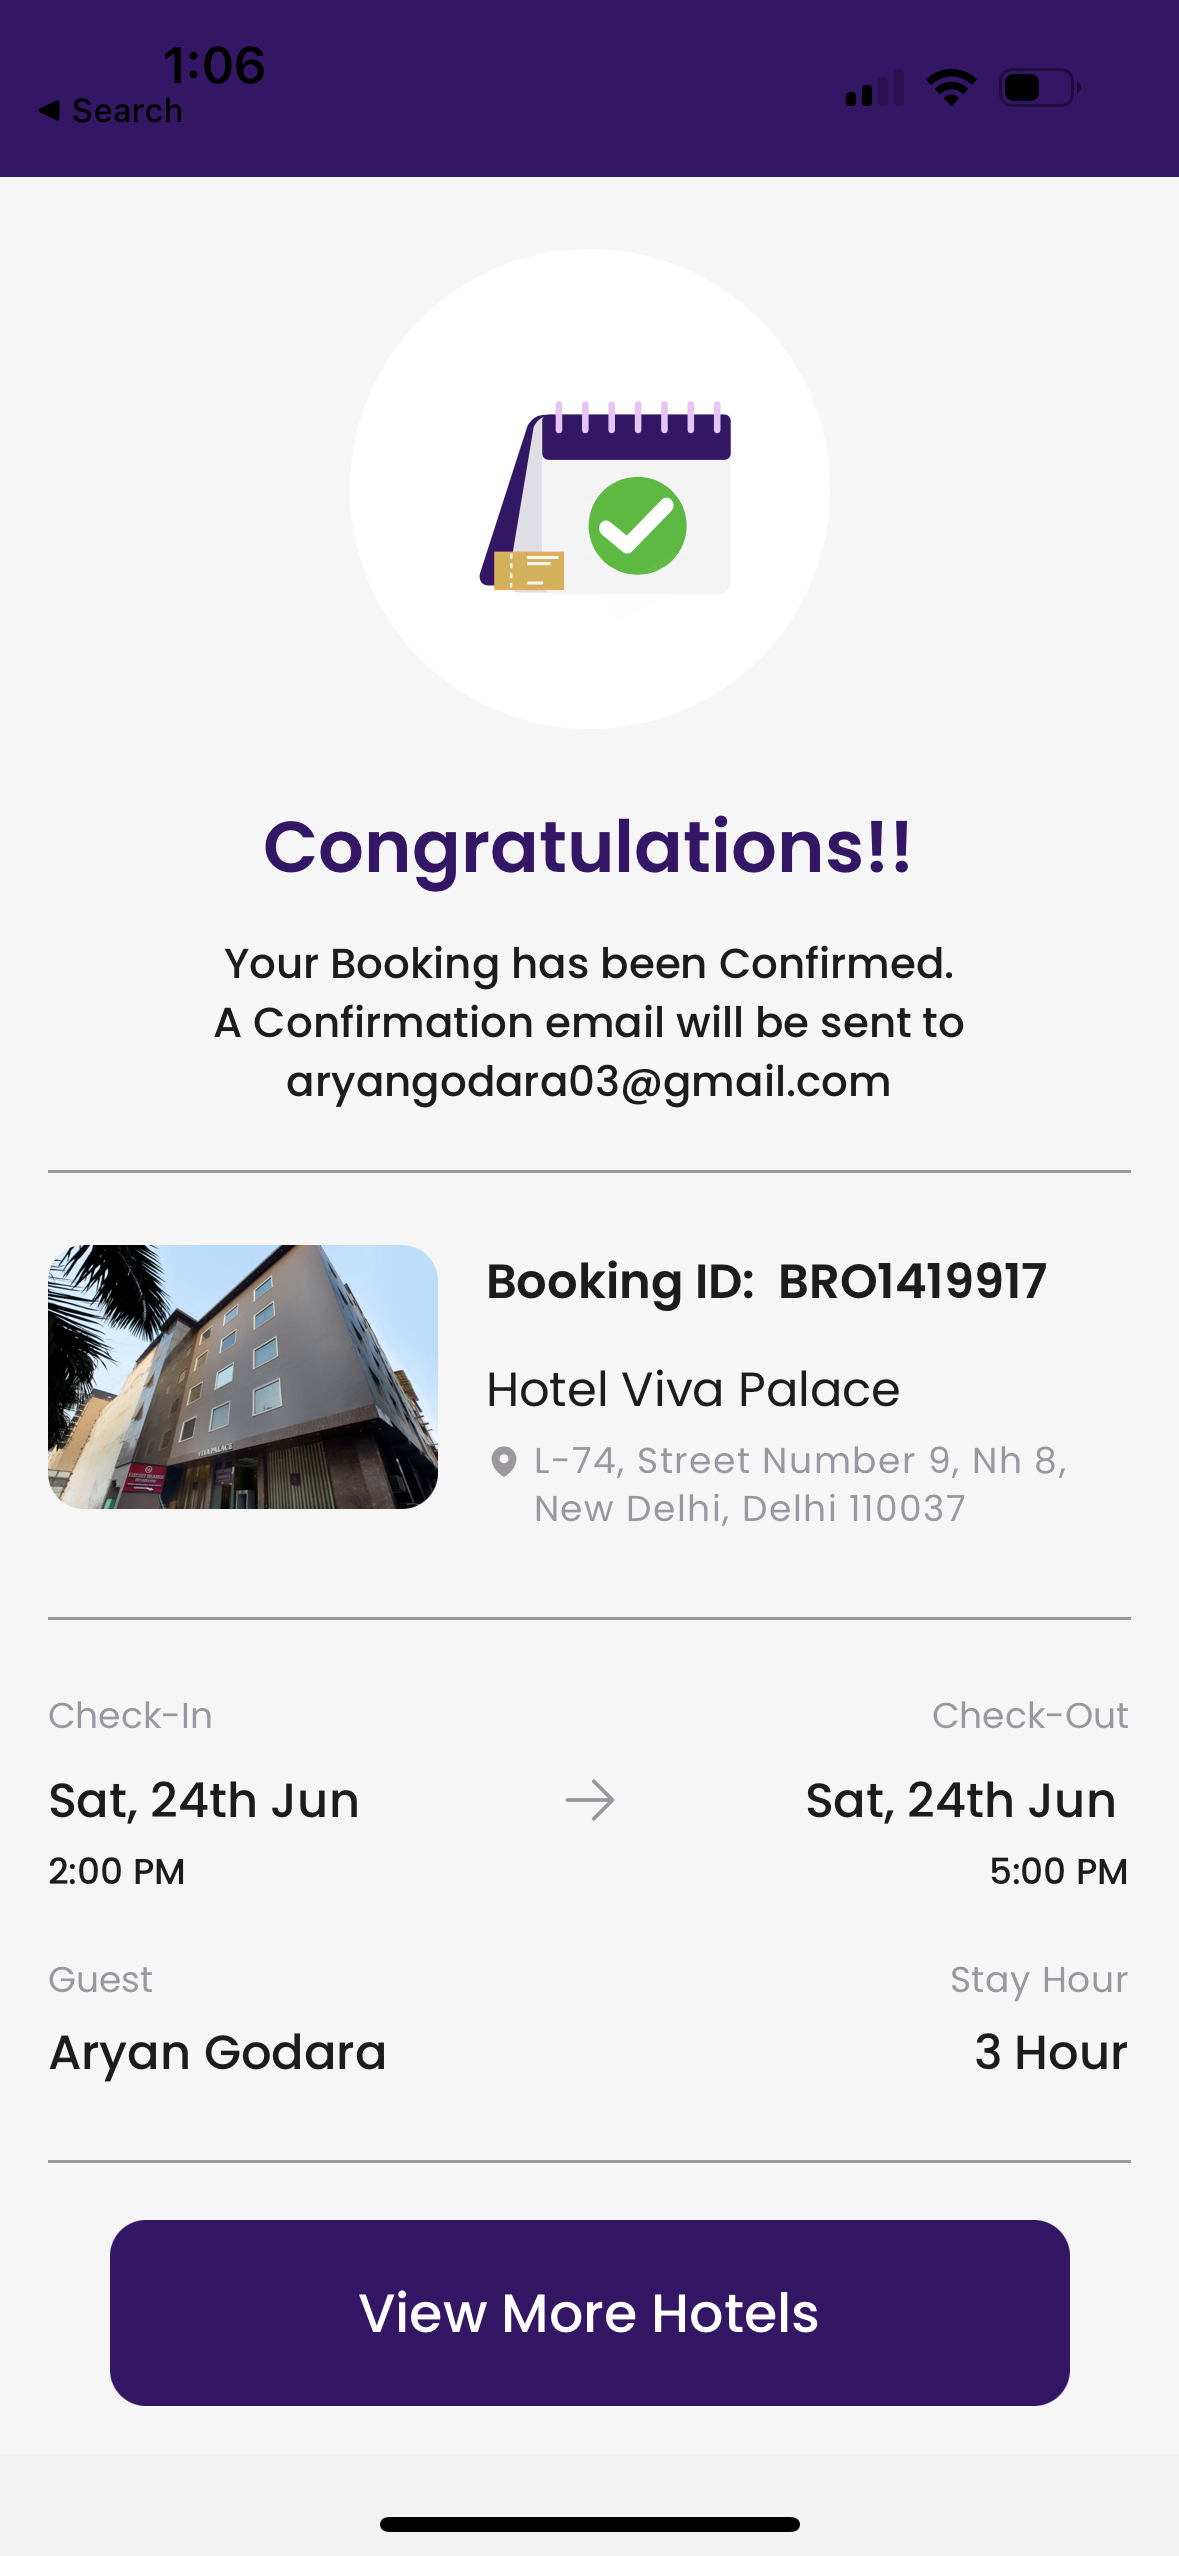 1:06
◀ Search
Congratulations!!
Your Booking has been Confirmed.
A Confirmation email will be sent to
aryangodara03@gmail.com
Booking ID: BRO1419917
Hotel Viva Palace
L-74, Street Number 9, Nh 8,
New Delhi, Delhi 110037
VIVA PALACE
Check-In
Check-Out
Sat, 24th Jun
Sat, 24th Jun
2:00 PM
5:00 PM
Guest
Stay Hour
Aryan Godara
3 Hour
View More Hotels